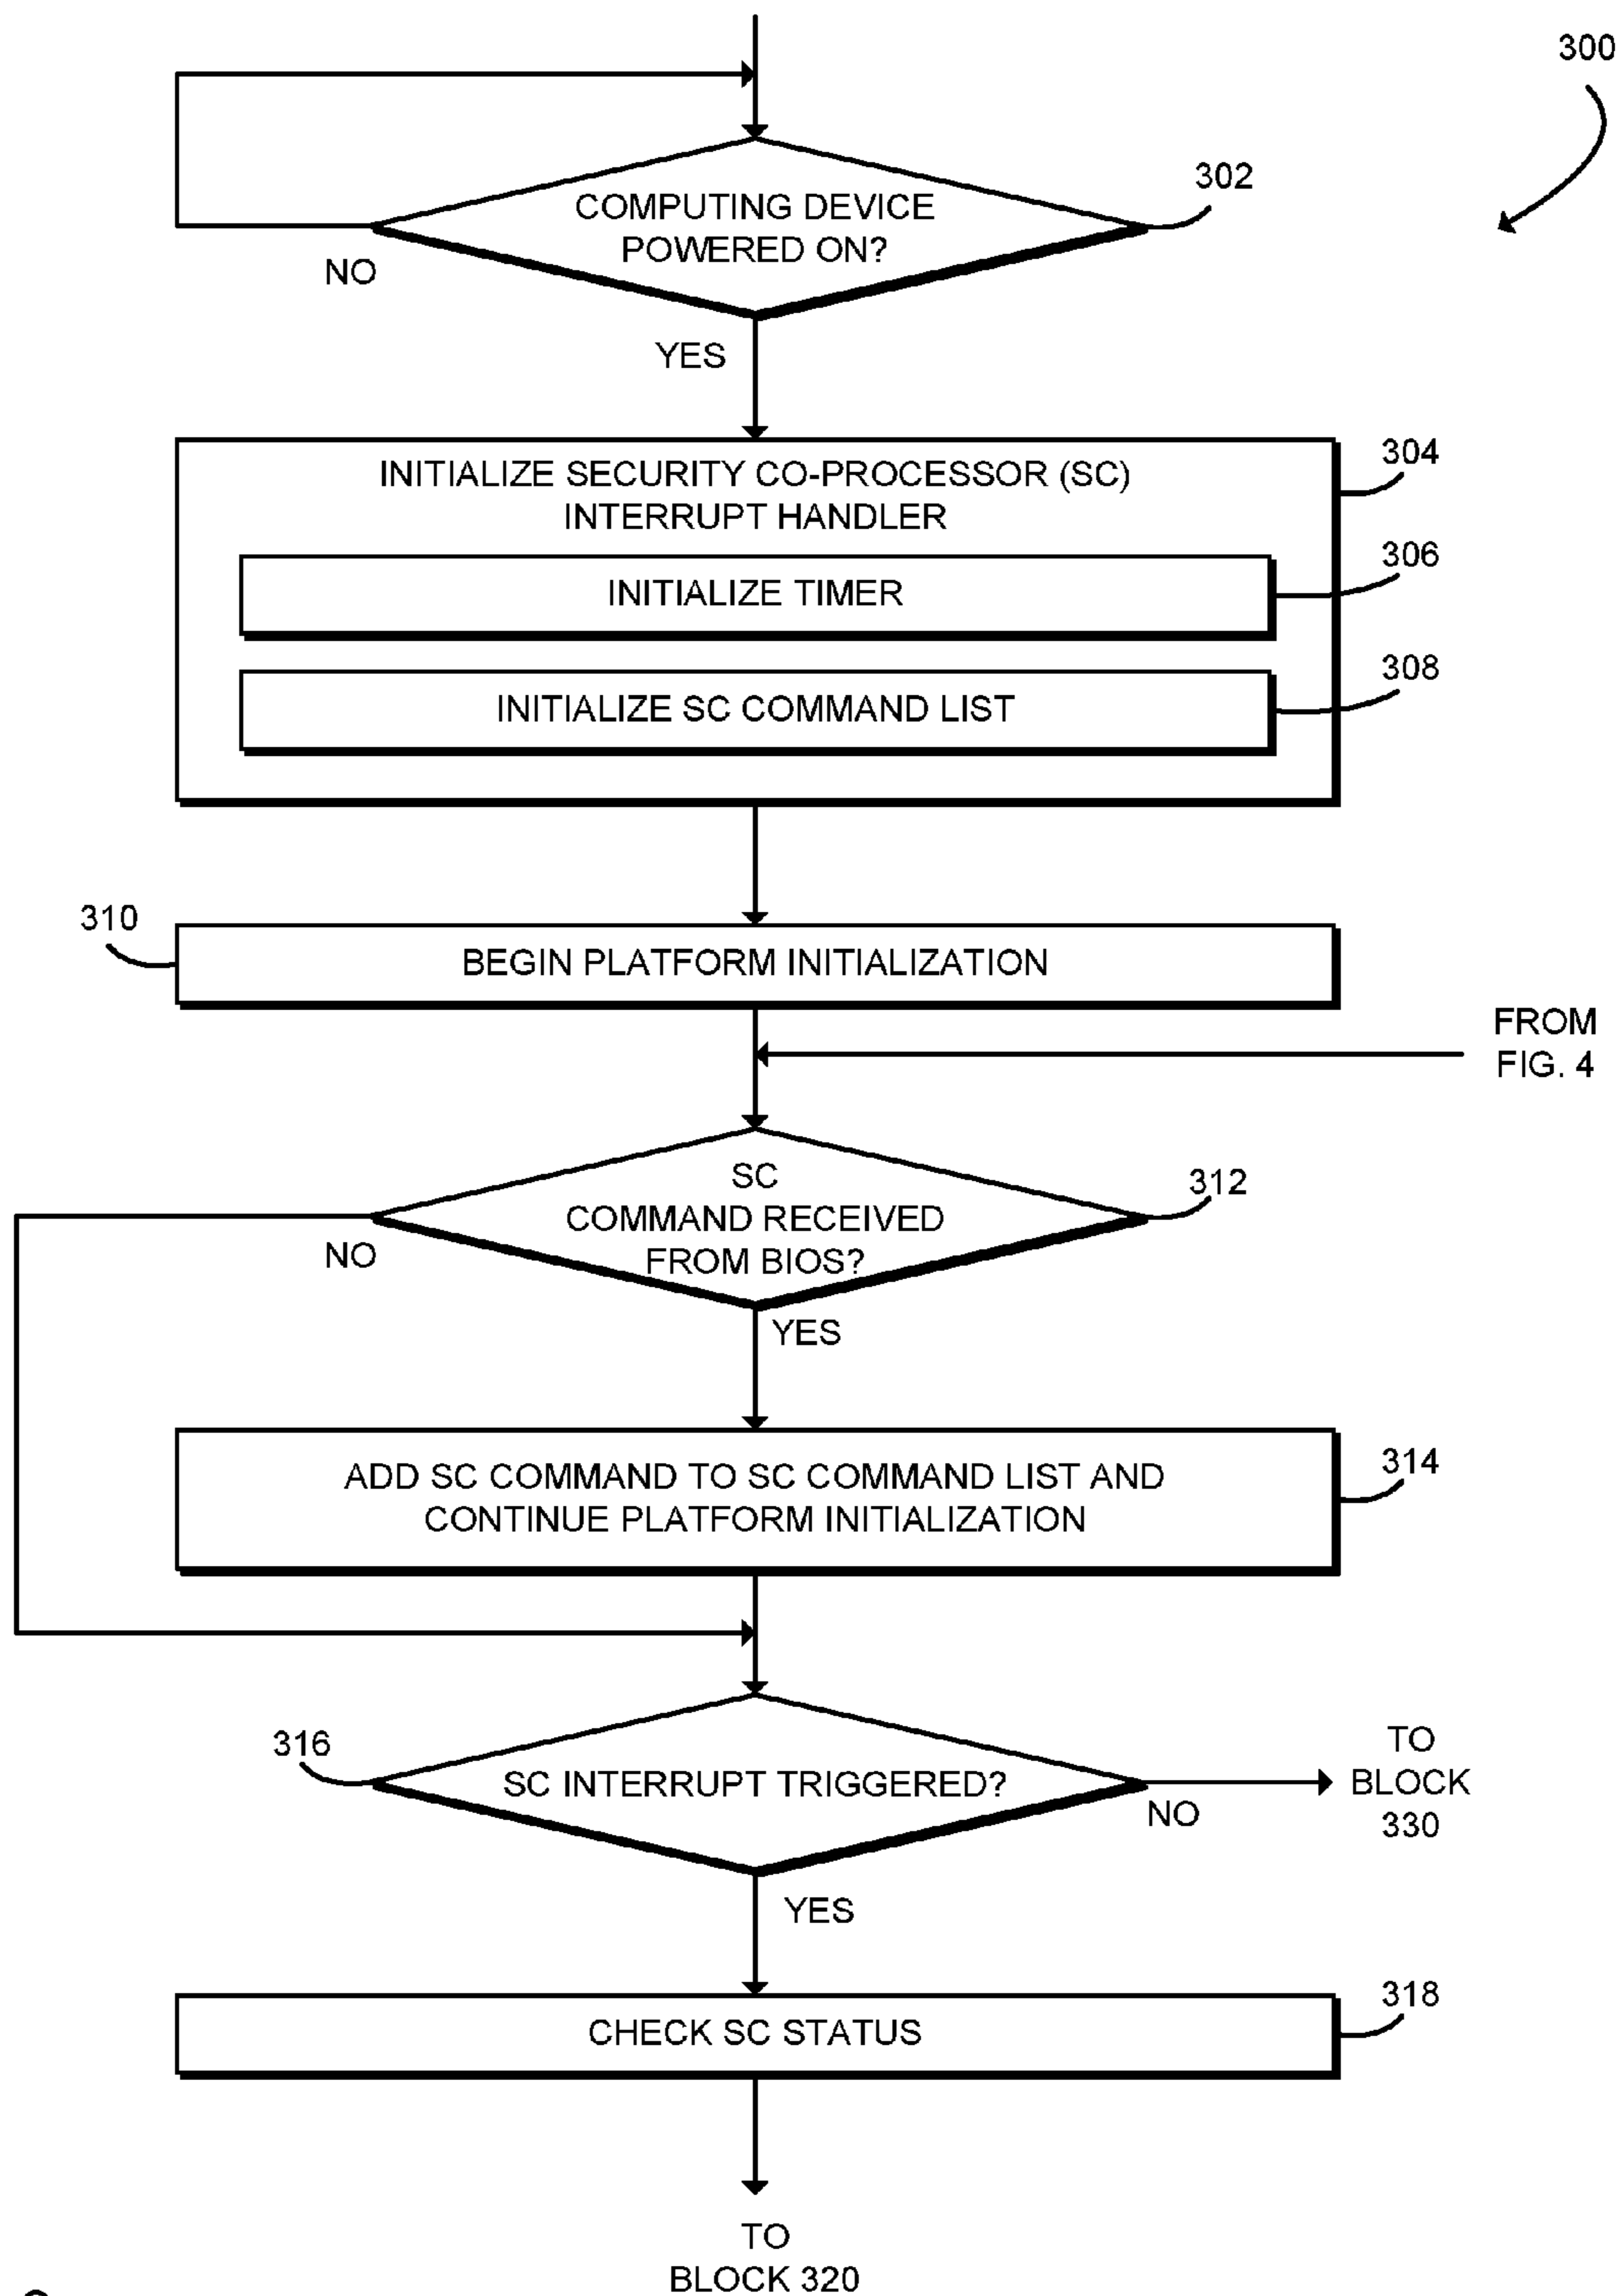 300
302
COMPUTING DEVICE
POWERED ON?
NO
YES
304
INITIALIZE SECURITY CO-PROCESSOR (SC)
INTERRUPT HANDLER
306
INITIALIZE TIMER
308
INITIALIZE SC COMMAND LIST
310
BEGIN PLATFORM INITIALIZATION
FROM
FIG. 4
312
SC
COMMAND RECEIVED
FROM BIOS?
NO
YES
314
ADD SC COMMAND TO SC COMMAND LIST AND
CONTINUE PLATFORM INITIALIZATION
316
SC INTERRUPT TRIGGERED?
NO
TO
BLOCK
330
YES
318
CHECK SC STATUS
TO
BLOCK 320